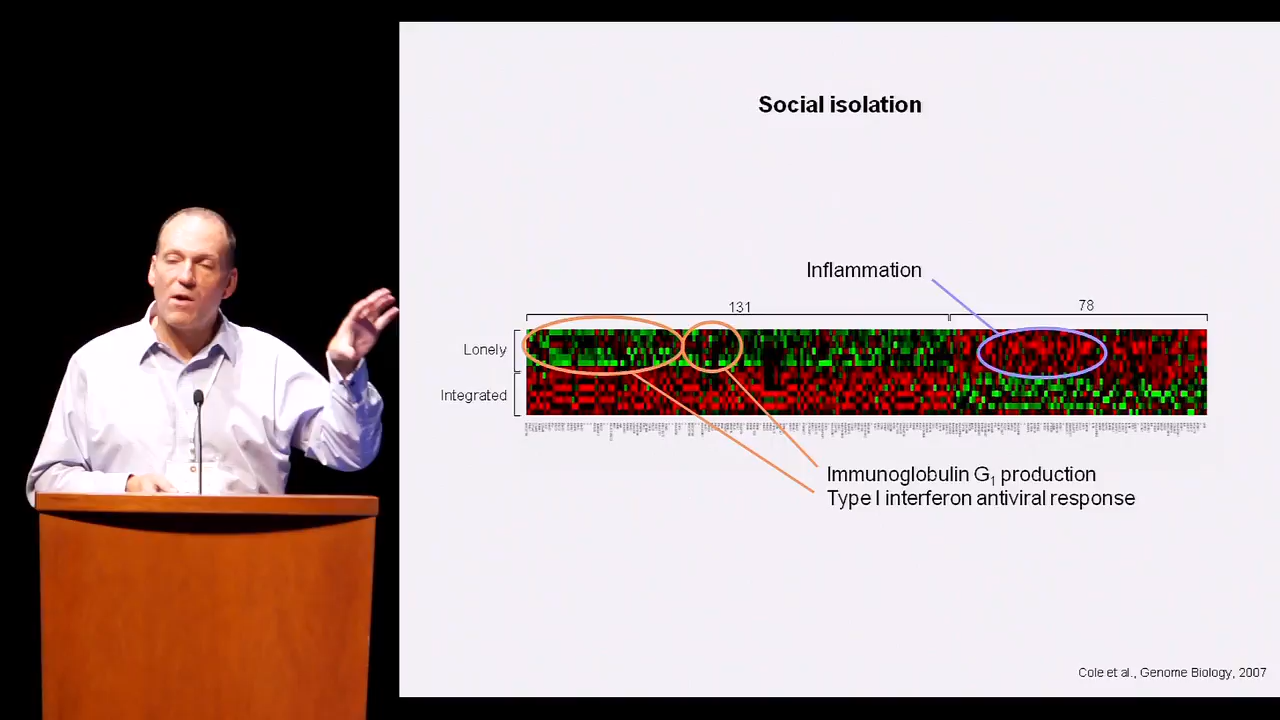 Social isolation
Inflammation
131
78
Lonely
Integrated
Immunoglobulin G₁ production
Type I interferon antiviral response
Cole et al., Genome Biology, 2007